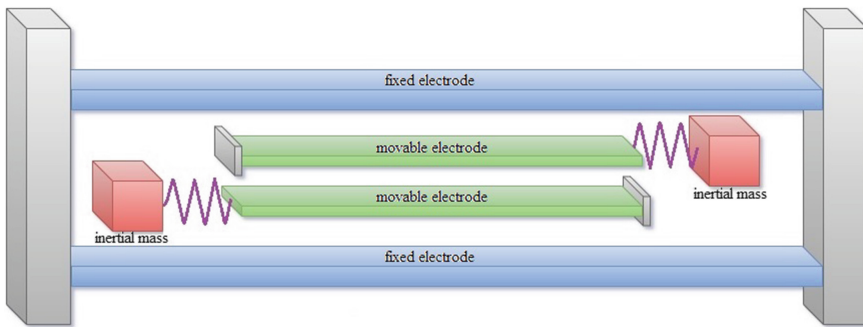 fixed electrode
movable electrode
movable electrode
inertial mass
inertial mass
fixed electrode